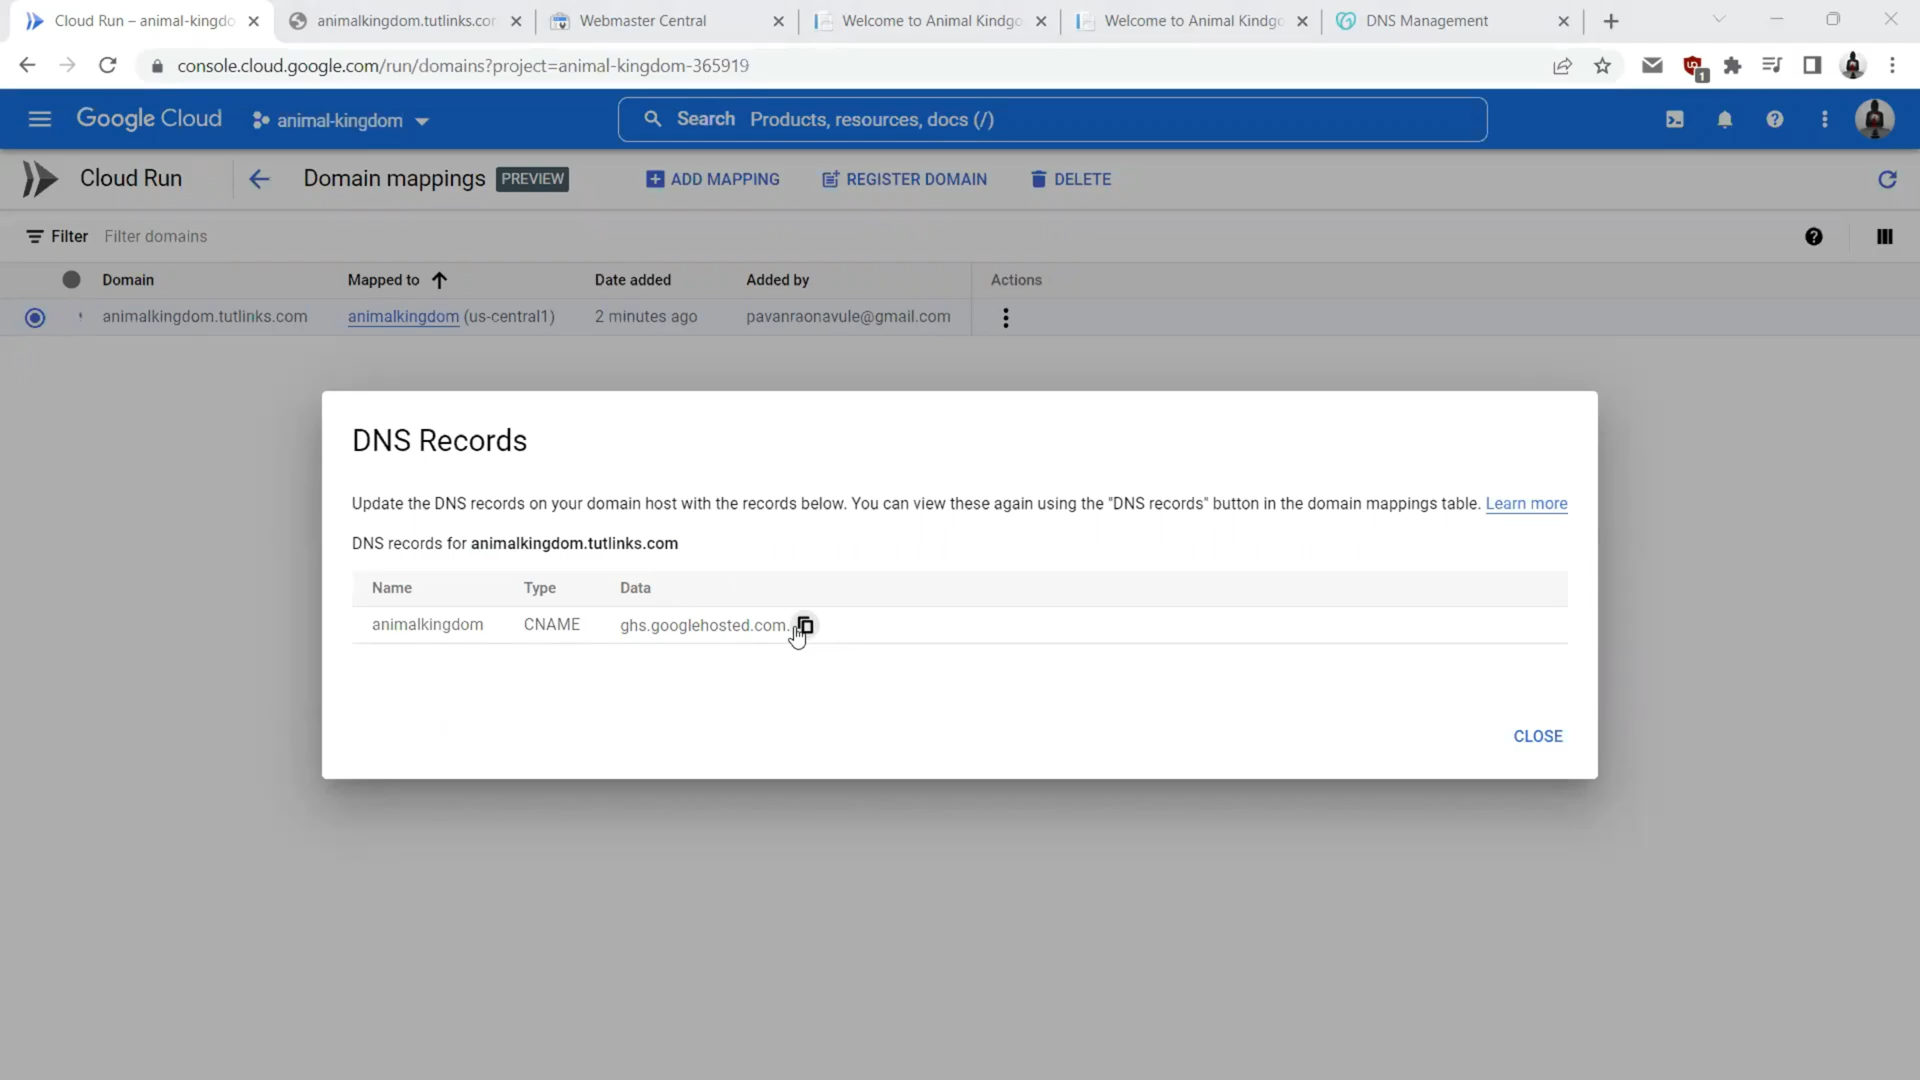 Cloud Run – animal-kingdo
animalkingdom.tutlinks.cor
Webmaster Central
Welcome to Animal Kindgo
Welcome to Animal Kindgo
DNS Management
console.cloud.google.com/run/domains?project=animal-kingdom-365919
1
Google Cloud
animal-kingdom
Search Products, resources, docs (/)
Cloud Run
Domain mappings PREVIEW
ADD MAPPING
REGISTER DOMAIN
DELETE
Filter Filter domains
Domain Mapped to Date added Added by Actions
animalkingdom.tutlinks.com animalkingdom (us-central1) 2 minutes ago pavanraonavule@gmail.com
DNS Records
Update the DNS records on your domain host with the records below. You can view these again using the "DNS records" button in the domain mappings table. Learn more
DNS records for animalkingdom.tutlinks.com
Name Type Data
animalkingdom CNAME ghs.googlehosted.com.
CLOSE